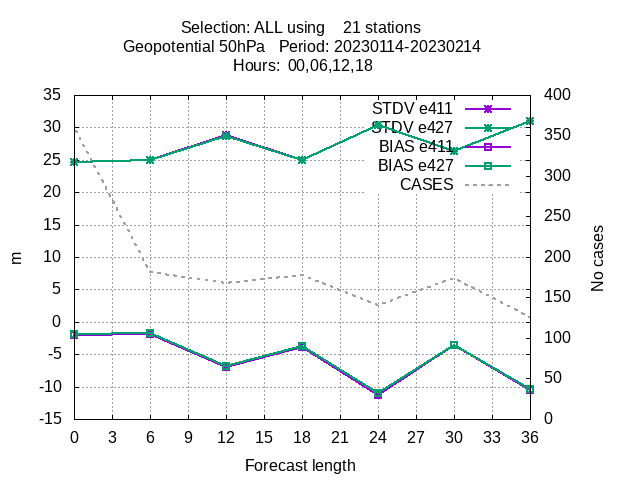 Selection: ALL using    21 stations
Geopotential 50hPa   Period: 20230114-20230214
Hours:  00,06,12,18
35
30
25
20
15
10
5
0
-5
-10
-15
m
STDV e411
STDV e427
BIAS e411
BIAS e427
CASES
400
350
300
250
200
150
100
50
0
No cases
0 3 6 9 12 15 18 21 24 27 30 33 36
Forecast length